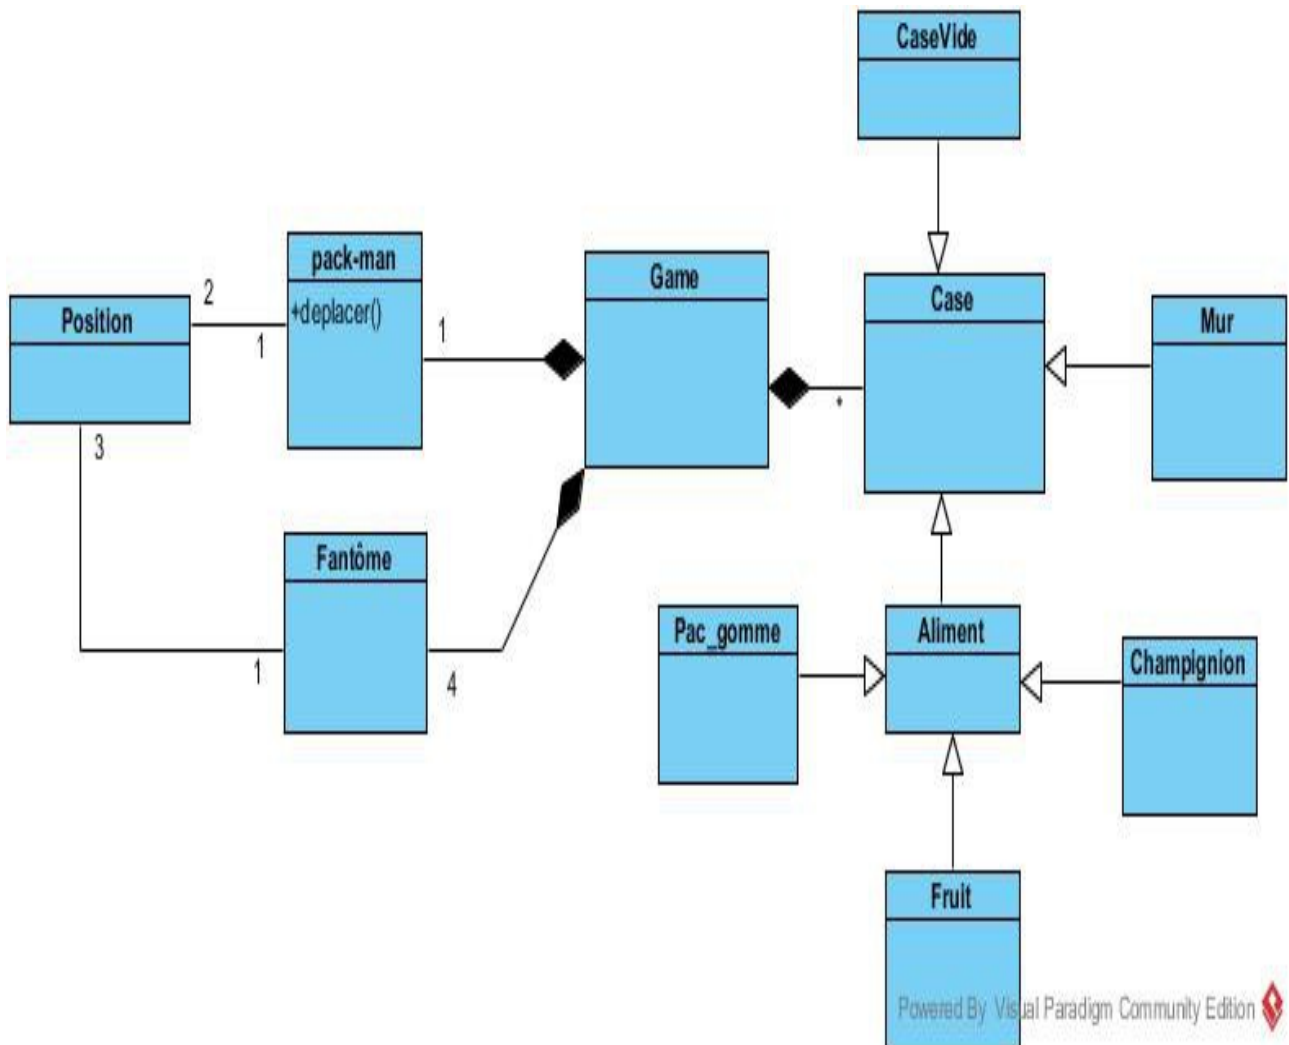 CaseVide
pack-man
+deplacer()
Game
Case
Position
Mur
2
1
1
*
3
Fantôme
1
4
Pac_gomme
Aliment
Champignion
Fruit
Powered By Visual Paradigm Community Edition